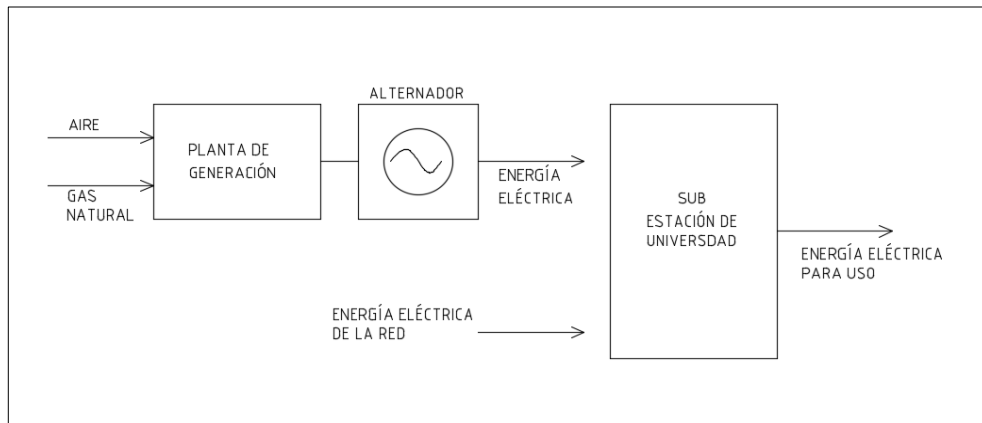 ALTERNADOR
AIRE
PLANTA DE
GENERACIÓN
GAS
NATURAL
ENERGÍA
ELÉCTRICA
SUB
ESTACIÓN DE
UNIVERSDAD
ENERGÍA ELÉCTRICA
PARA USO
ENERGÍA ELÉCTRICA
DE LA RED